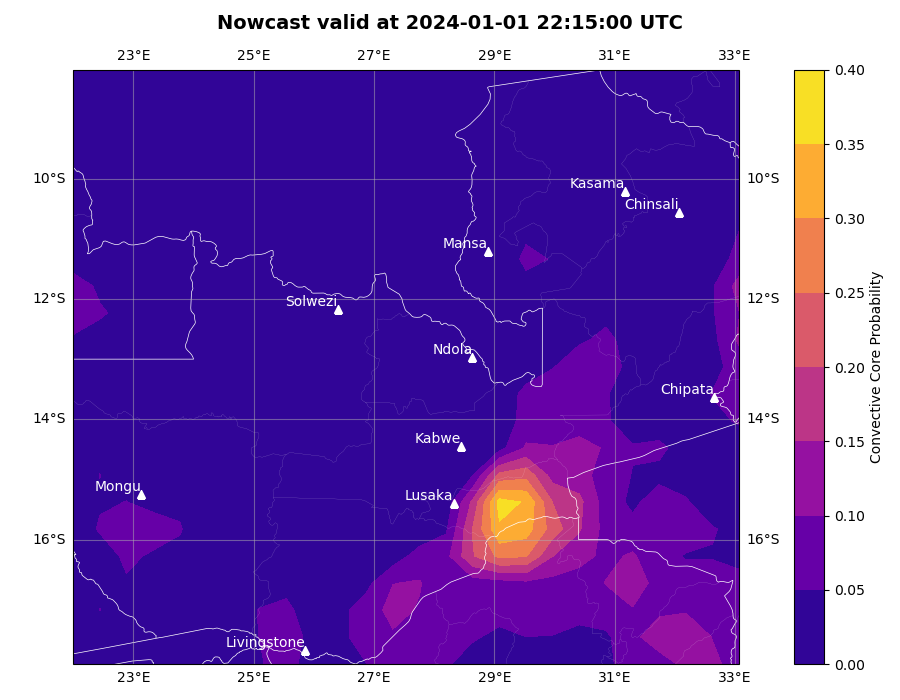 Nowcast valid at 2024-01-01 22:15:00 UTC
23°E 25°E 27°E 29°E 31°E 33°E
0.40
0.35
10°S Kasama 10°S
Chinsali
0.30
Mansa
0.25
12°S Solwezi 12°S
Ndola
0.20
Chipata
14°S 14°S
Kabwe
0.15
Mongu
Lusaka
0.10
16°S 16°S
0.05
Livingstone
0.00
23°E 25°E 27°E 29°E 31°E 33°E
Convective Core Probability